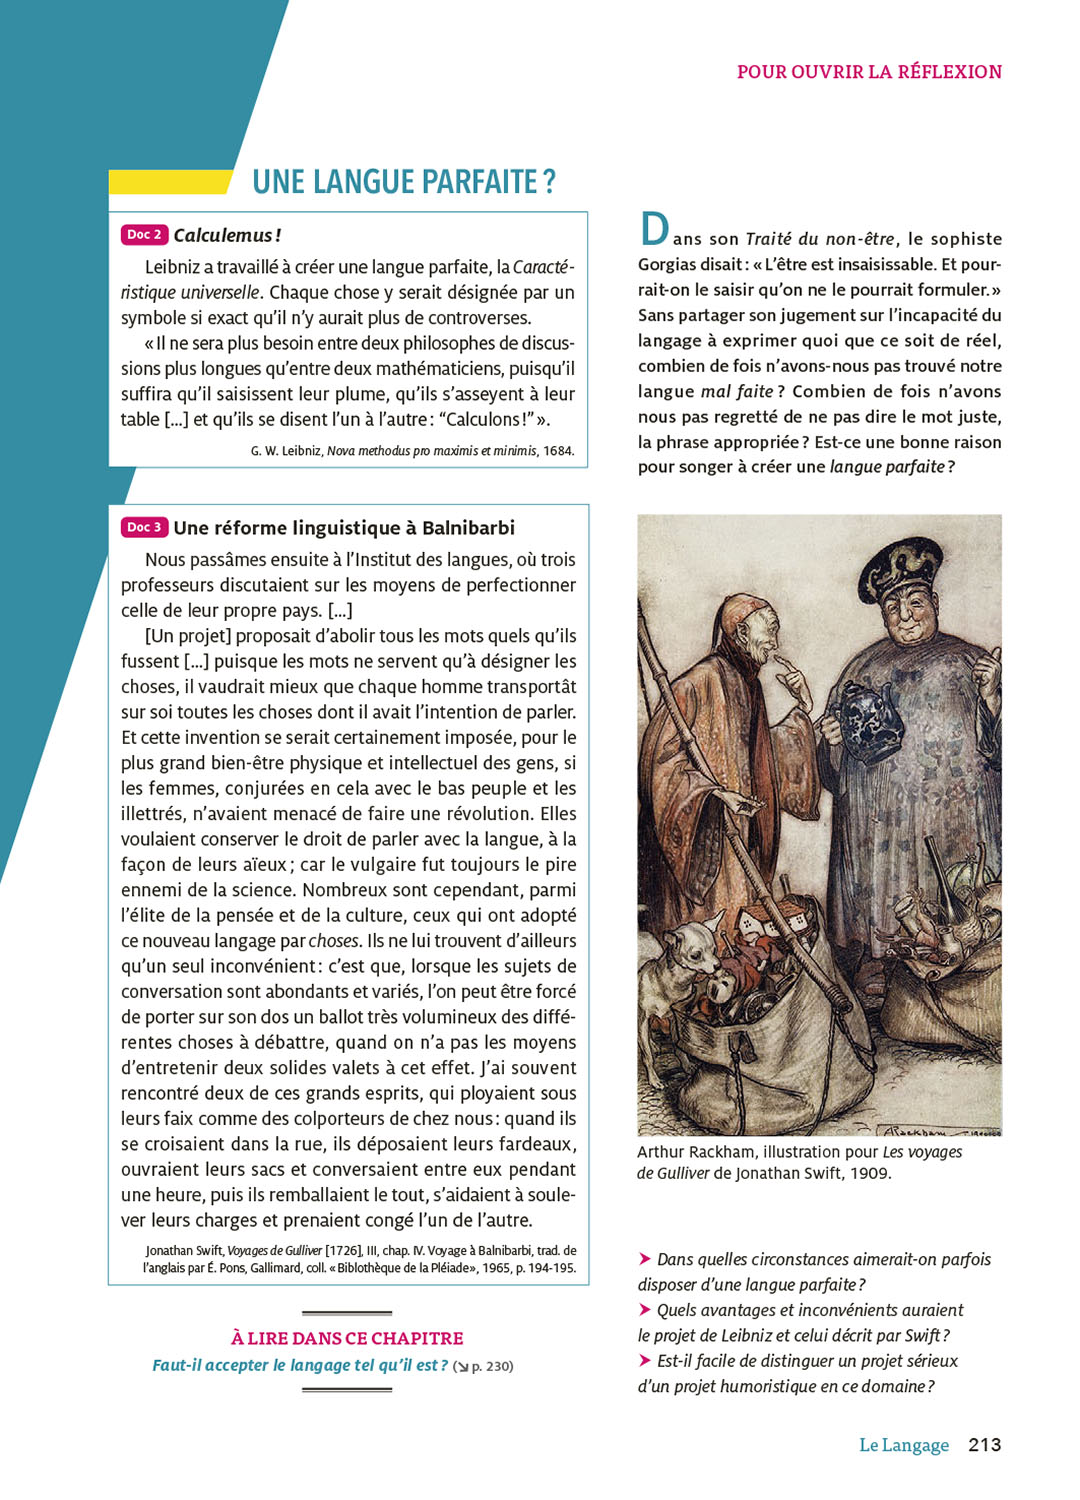 POUR OUVRIR LA RÉFLEXION
UNE LANGUE PARFAITE ?
Doc 2 Calculemus !
Leibniz a travaillé à créer une langue parfaite, la Caracté-
ristique universelle. Chaque chose y serait désignée par un
symbole si exact qu’il n’y aurait plus de controverses.
« Il ne sera plus besoin entre deux philosophes de discus-
sions plus longues qu’entre deux mathématiciens, puisqu’il
suffira qu’il saisissent leur plume, qu’ils s’asseyent à leur
table […] et qu’ils se disent l’un à l’autre : “Calculons !” ».
G. W. Leibniz, Nova methodus pro maximis et minimis, 1684.
Doc 3 Une réforme linguistique à Balnibarbi
Nous passâmes ensuite à l’Institut des langues, où trois
professeurs discutaient sur les moyens de perfectionner
celle de leur propre pays. […]
[Un projet] proposait d’abolir tous les mots quels qu’ils
fussent […] puisque les mots ne servent qu’à désigner les
choses, il vaudrait mieux que chaque homme transportât
sur soi toutes les choses dont il avait l’intention de parler.
Et cette invention se serait certainement imposée, pour le
plus grand bien-être physique et intellectuel des gens, si
les femmes, conjurées en cela avec le bas peuple et les
illettrés, n’avaient menacé de faire une révolution. Elles
voulaient conserver le droit de parler avec la langue, à la
façon de leurs aïeux ; car le vulgaire fut toujours le pire
ennemi de la science. Nombreux sont cependant, parmi
l’élite de la pensée et de la culture, ceux qui ont adopté
ce nouveau langage par choses. Ils ne lui trouvent d’ailleurs
qu’un seul inconvénient : c’est que, lorsque les sujets de
conversation sont abondants et variés, l’on peut être forcé
de porter sur son dos un ballot très volumineux des diffé-
rentes choses à débattre, quand on n’a pas les moyens
d’entretenir deux solides valets à cet effet. J’ai souvent
rencontré deux de ces grands esprits, qui ployaient sous
leurs faix comme des colporteurs de chez nous : quand ils
se croisaient dans la rue, ils déposaient leurs fardeaux,
ouvraient leurs sacs et conversaient entre eux pendant
une heure, puis ils remballaient le tout, s’aidaient à soule-
ver leurs charges et prenaient congé l’un de l’autre.
Jonathan Swift, Voyages de Gulliver [1726], III, chap. IV. Voyage à Balnibarbi, trad. de
l’anglais par É. Pons, Gallimard, coll. « Bibliothèque de la Pléiade », 1965, p. 194-195.
À LIRE DANS CE CHAPITRE
Faut-il accepter le langage tel qu’il est ? (↘ p. 230)
Dans son Traité du non-être, le sophiste
Gorgias disait : « L’être est insaisissable. Et pour-
rait-on le saisir qu’on ne le pourrait formuler. »
Sans partager son jugement sur l’incapacité du
langage à exprimer quoi que ce soit de réel,
combien de fois n’avons-nous pas trouvé notre
langue mal faite ? Combien de fois n’avons
nous pas regretté de ne pas dire le mot juste,
la phrase appropriée ? Est-ce une bonne raison
pour songer à créer une langue parfaite ?
ARackham
Arthur Rackham, illustration pour Les voyages
de Gulliver de Jonathan Swift, 1909.
➤ Dans quelles circonstances aimerait-on parfois
disposer d’une langue parfaite ?
➤ Quels avantages et inconvénients auraient
le projet de Leibniz et celui décrit par Swift ?
➤ Est-il facile de distinguer un projet sérieux
d’un projet humoristique en ce domaine ?
Le Langage 213